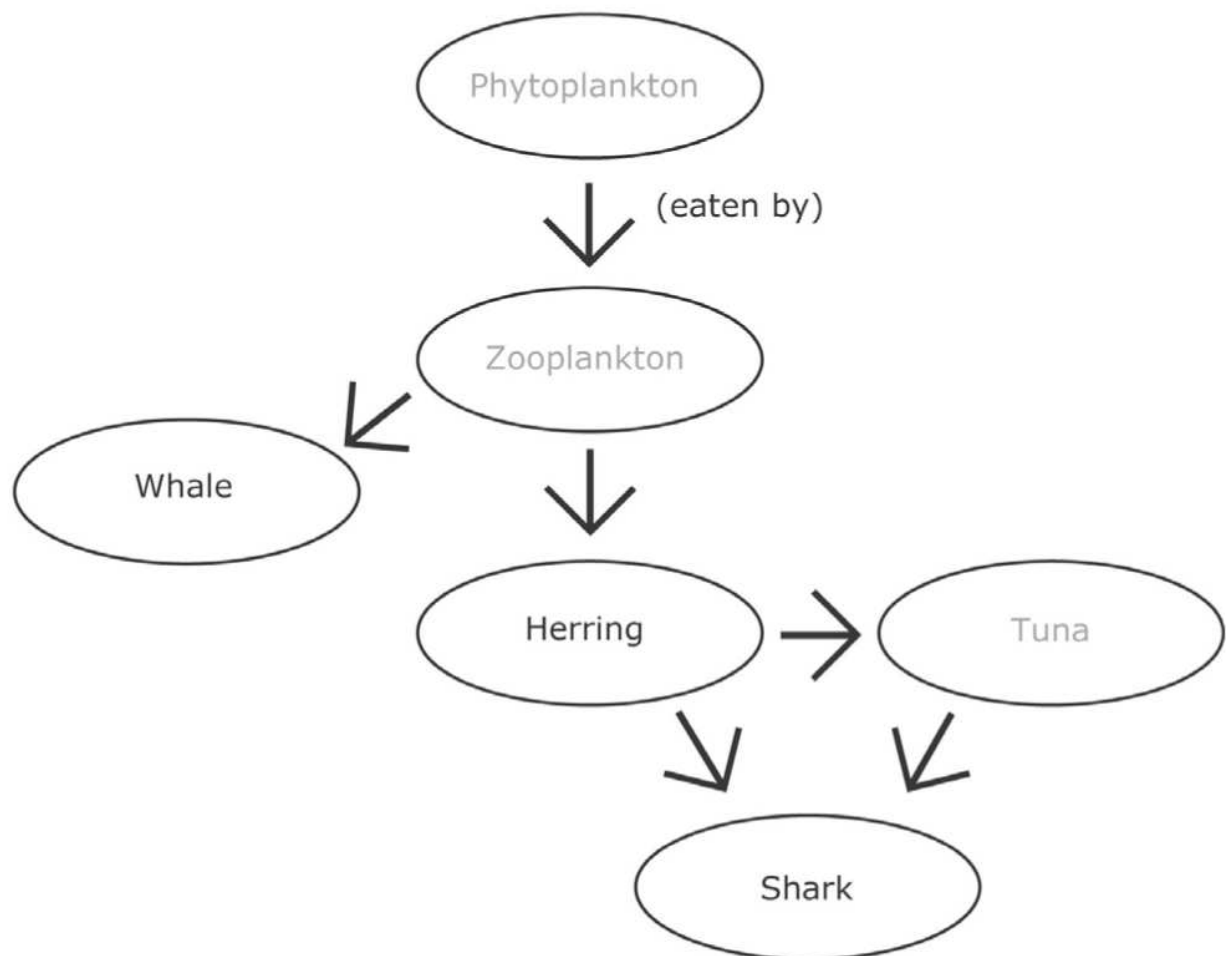 Phytoplankton
(eaten by)
Zooplankton
Whale
Herring
Tuna
Shark